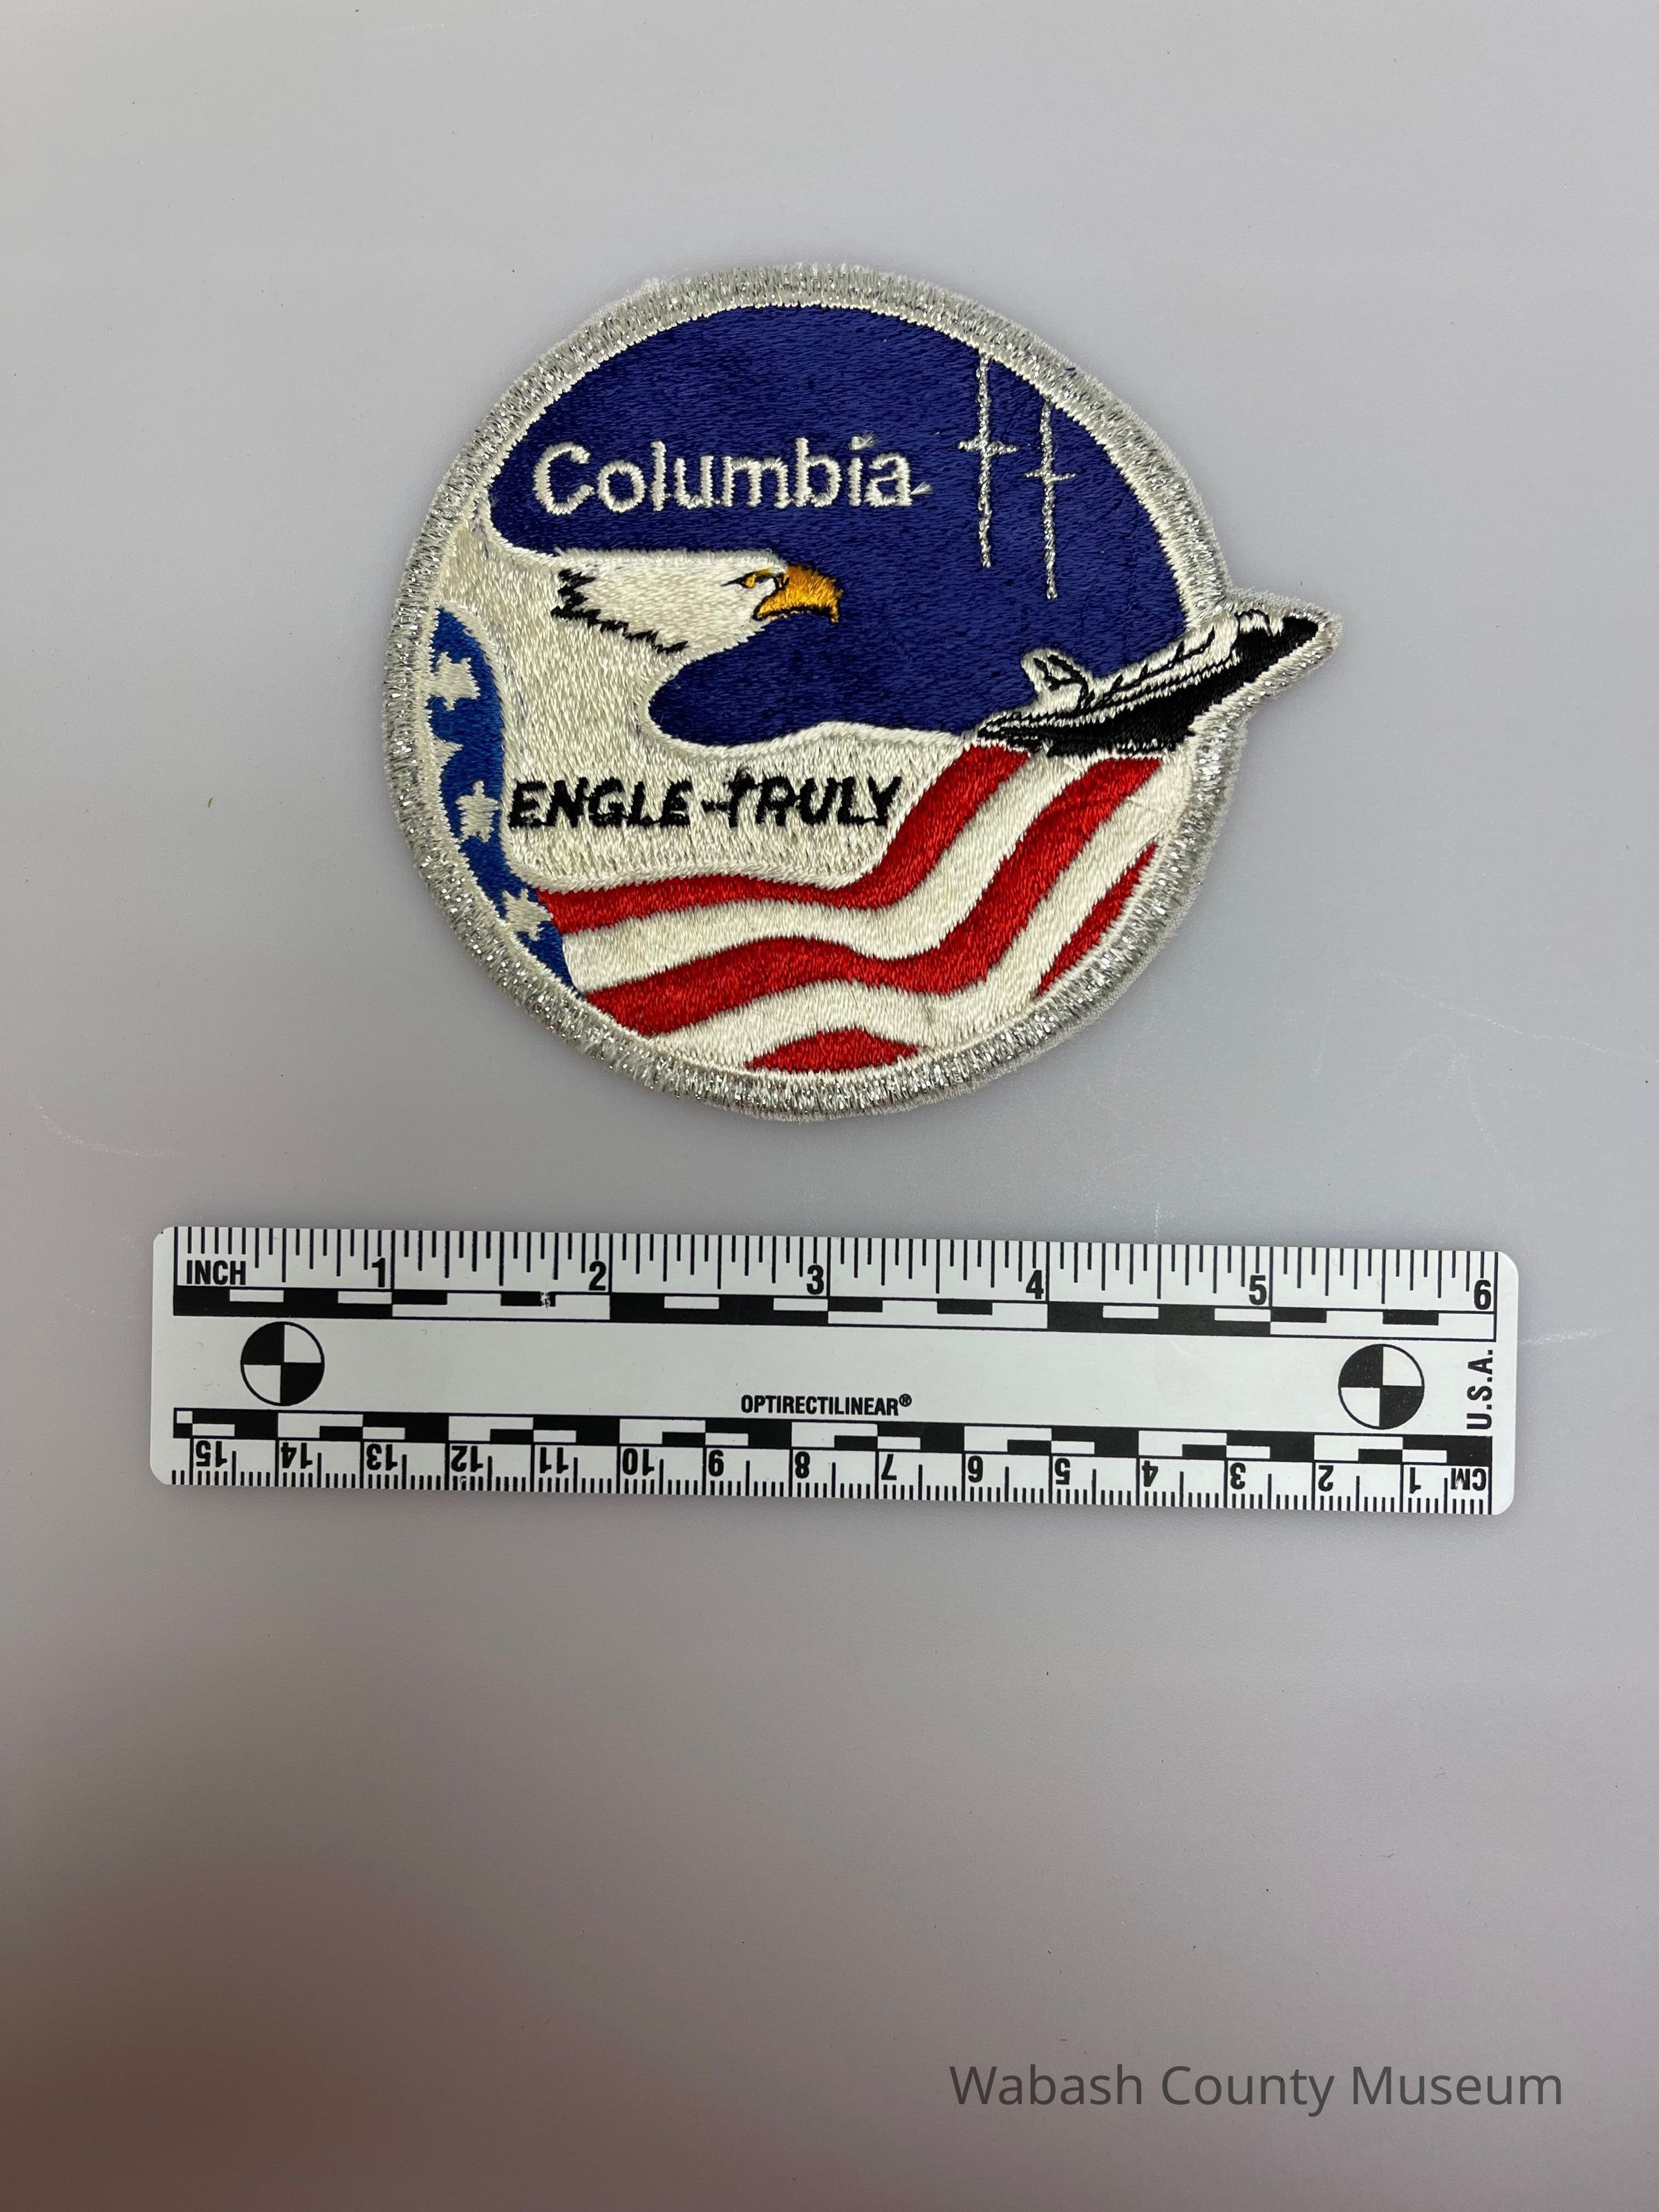 Columbia
ENGLE-TRULY
INCH 1 2 3 4 5 6
OPTIRECTILINEAR®
U.S.A.
15 14 13 12 11 10 9 8 7 6 5 4 3 2 1 CM
Wabash County Museum